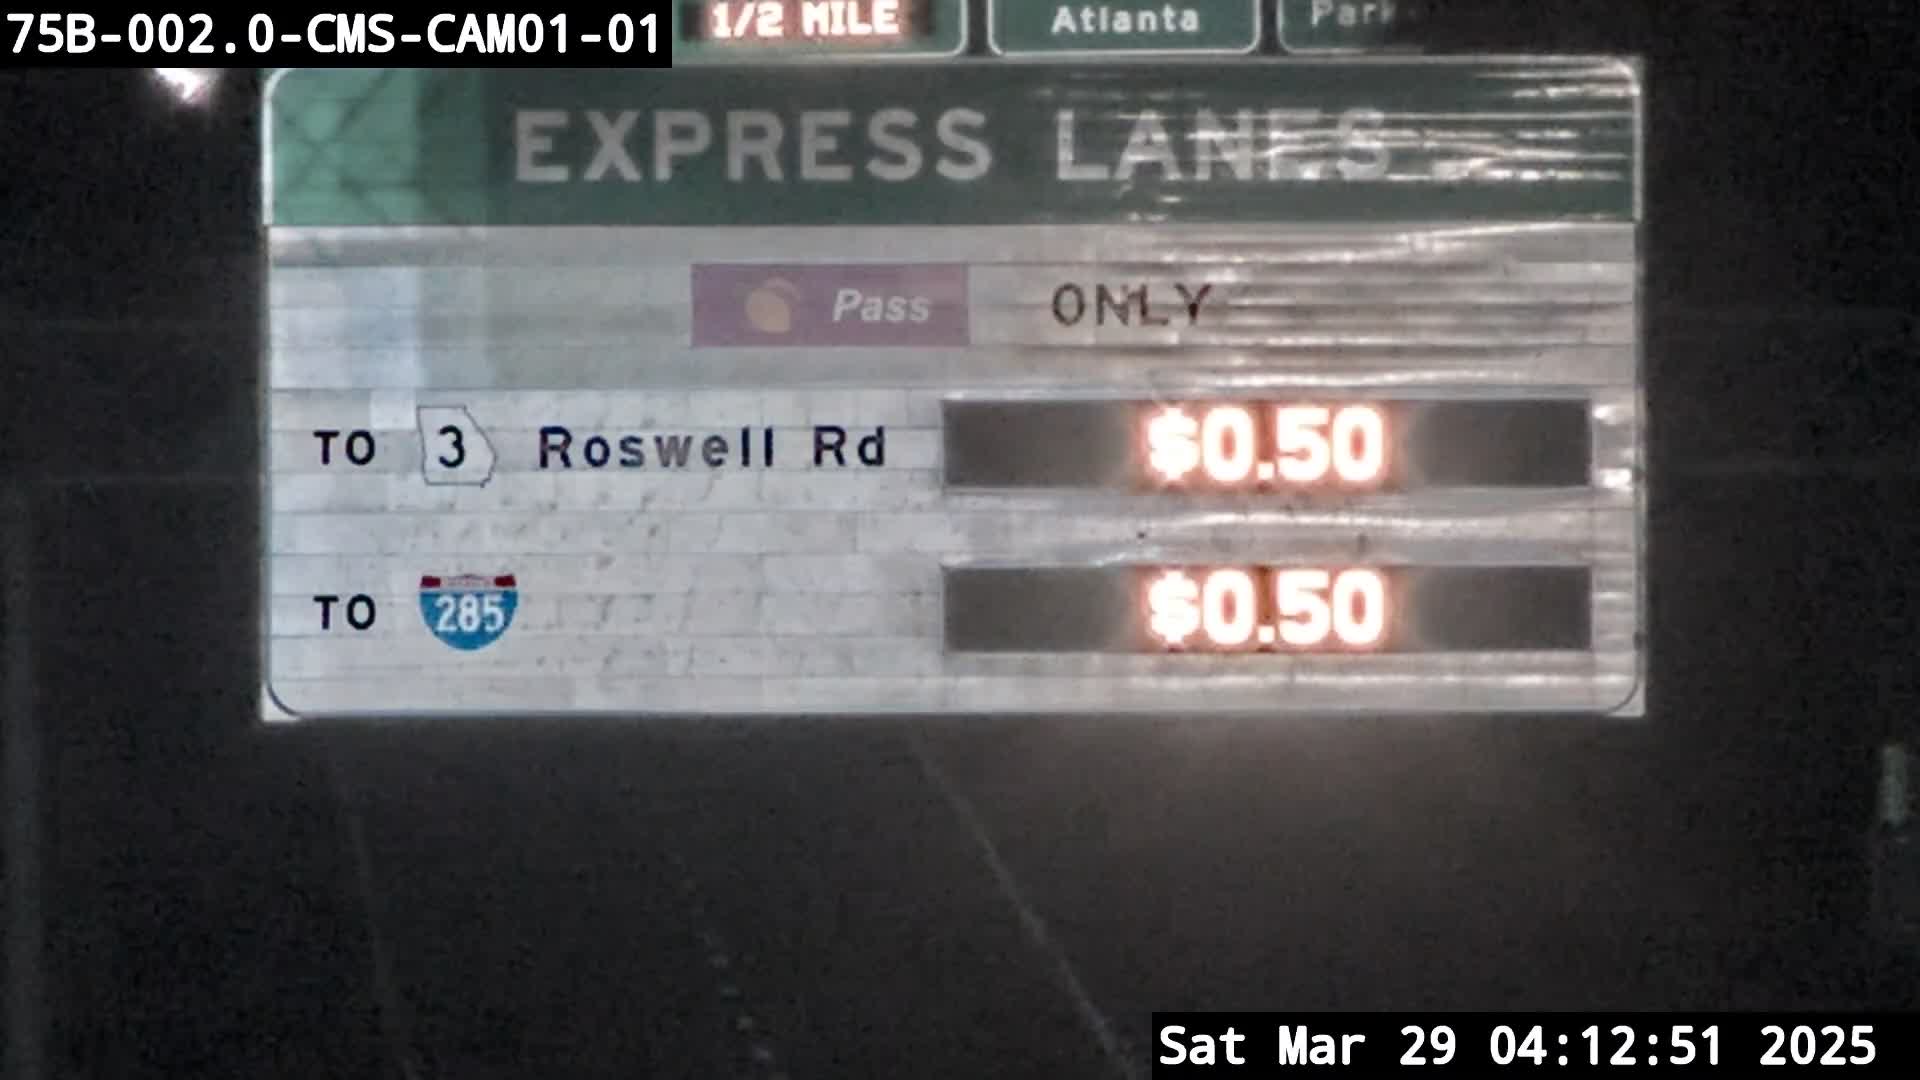 75B-002.0-CMS-CAM01-01
1/2 MILE
Atlanta
Park
EXPRESS LANES
Pass ONLY
TO 3 Roswell Rd $0.50
TO 285 $0.50
Sat Mar 29 04:12:51 2025